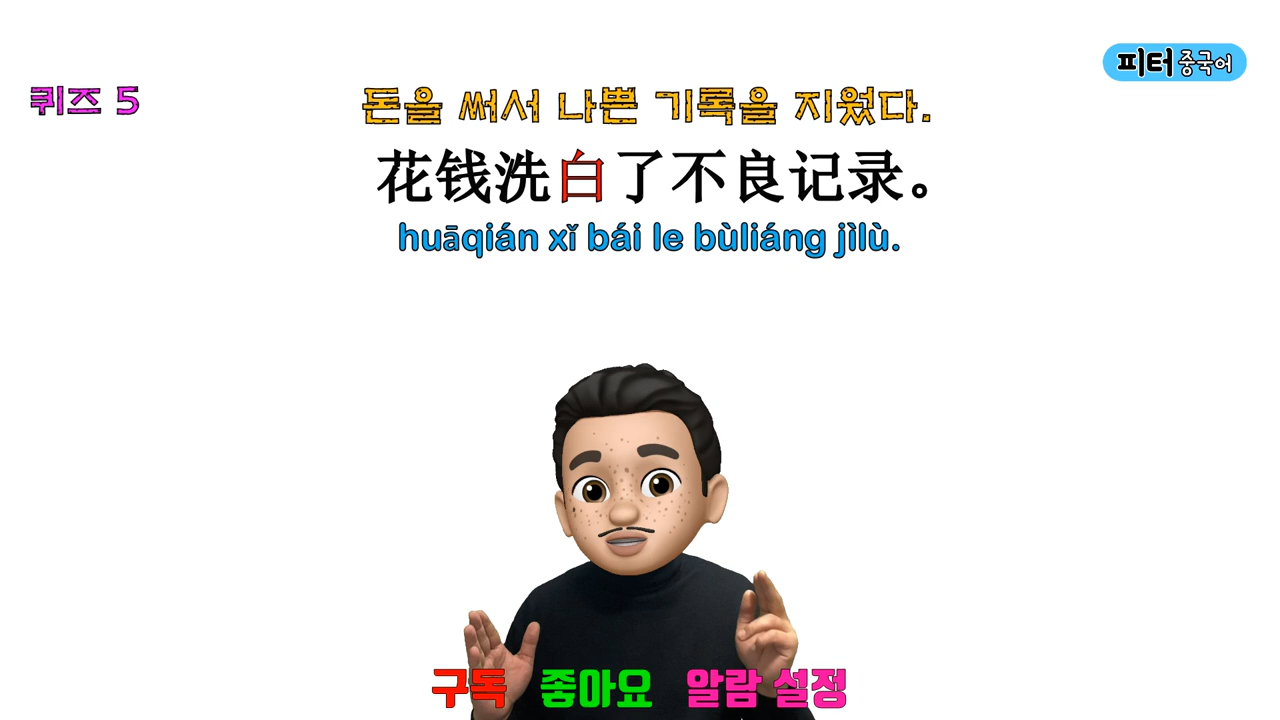 피터 중국어
퀴즈 5
돈을 써서 나쁜 기록을 지웠다.
花钱洗白了不良记录。
huāqián xǐ bái le bùliáng jìlù.
구독 좋아요 알람 설정